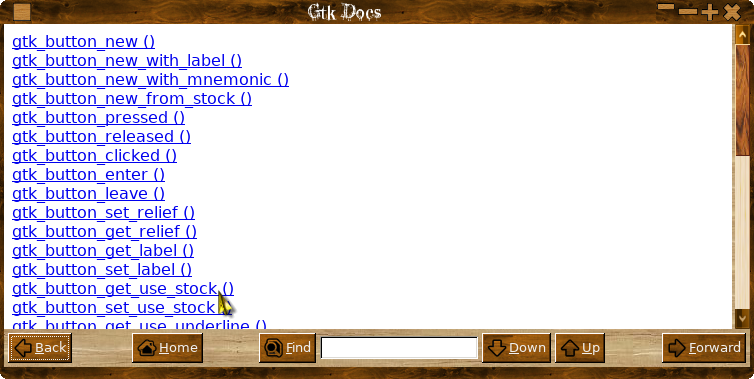 Gtk Docs
gtk_button_new ()
gtk_button_new_with_label ()
gtk_button_new_with_mnemonic ()
gtk_button_new_from_stock ()
gtk_button_pressed ()
gtk_button_released ()
gtk_button_clicked ()
gtk_button_enter ()
gtk_button_leave ()
gtk_button_set_relief ()
gtk_button_get_relief ()
gtk_button_get_label ()
gtk_button_set_label ()
gtk_button_get_use_stock ()
gtk_button_set_use_stock ()
gtk_button_get_use_underline ()
Back Home Find Down Up Forward